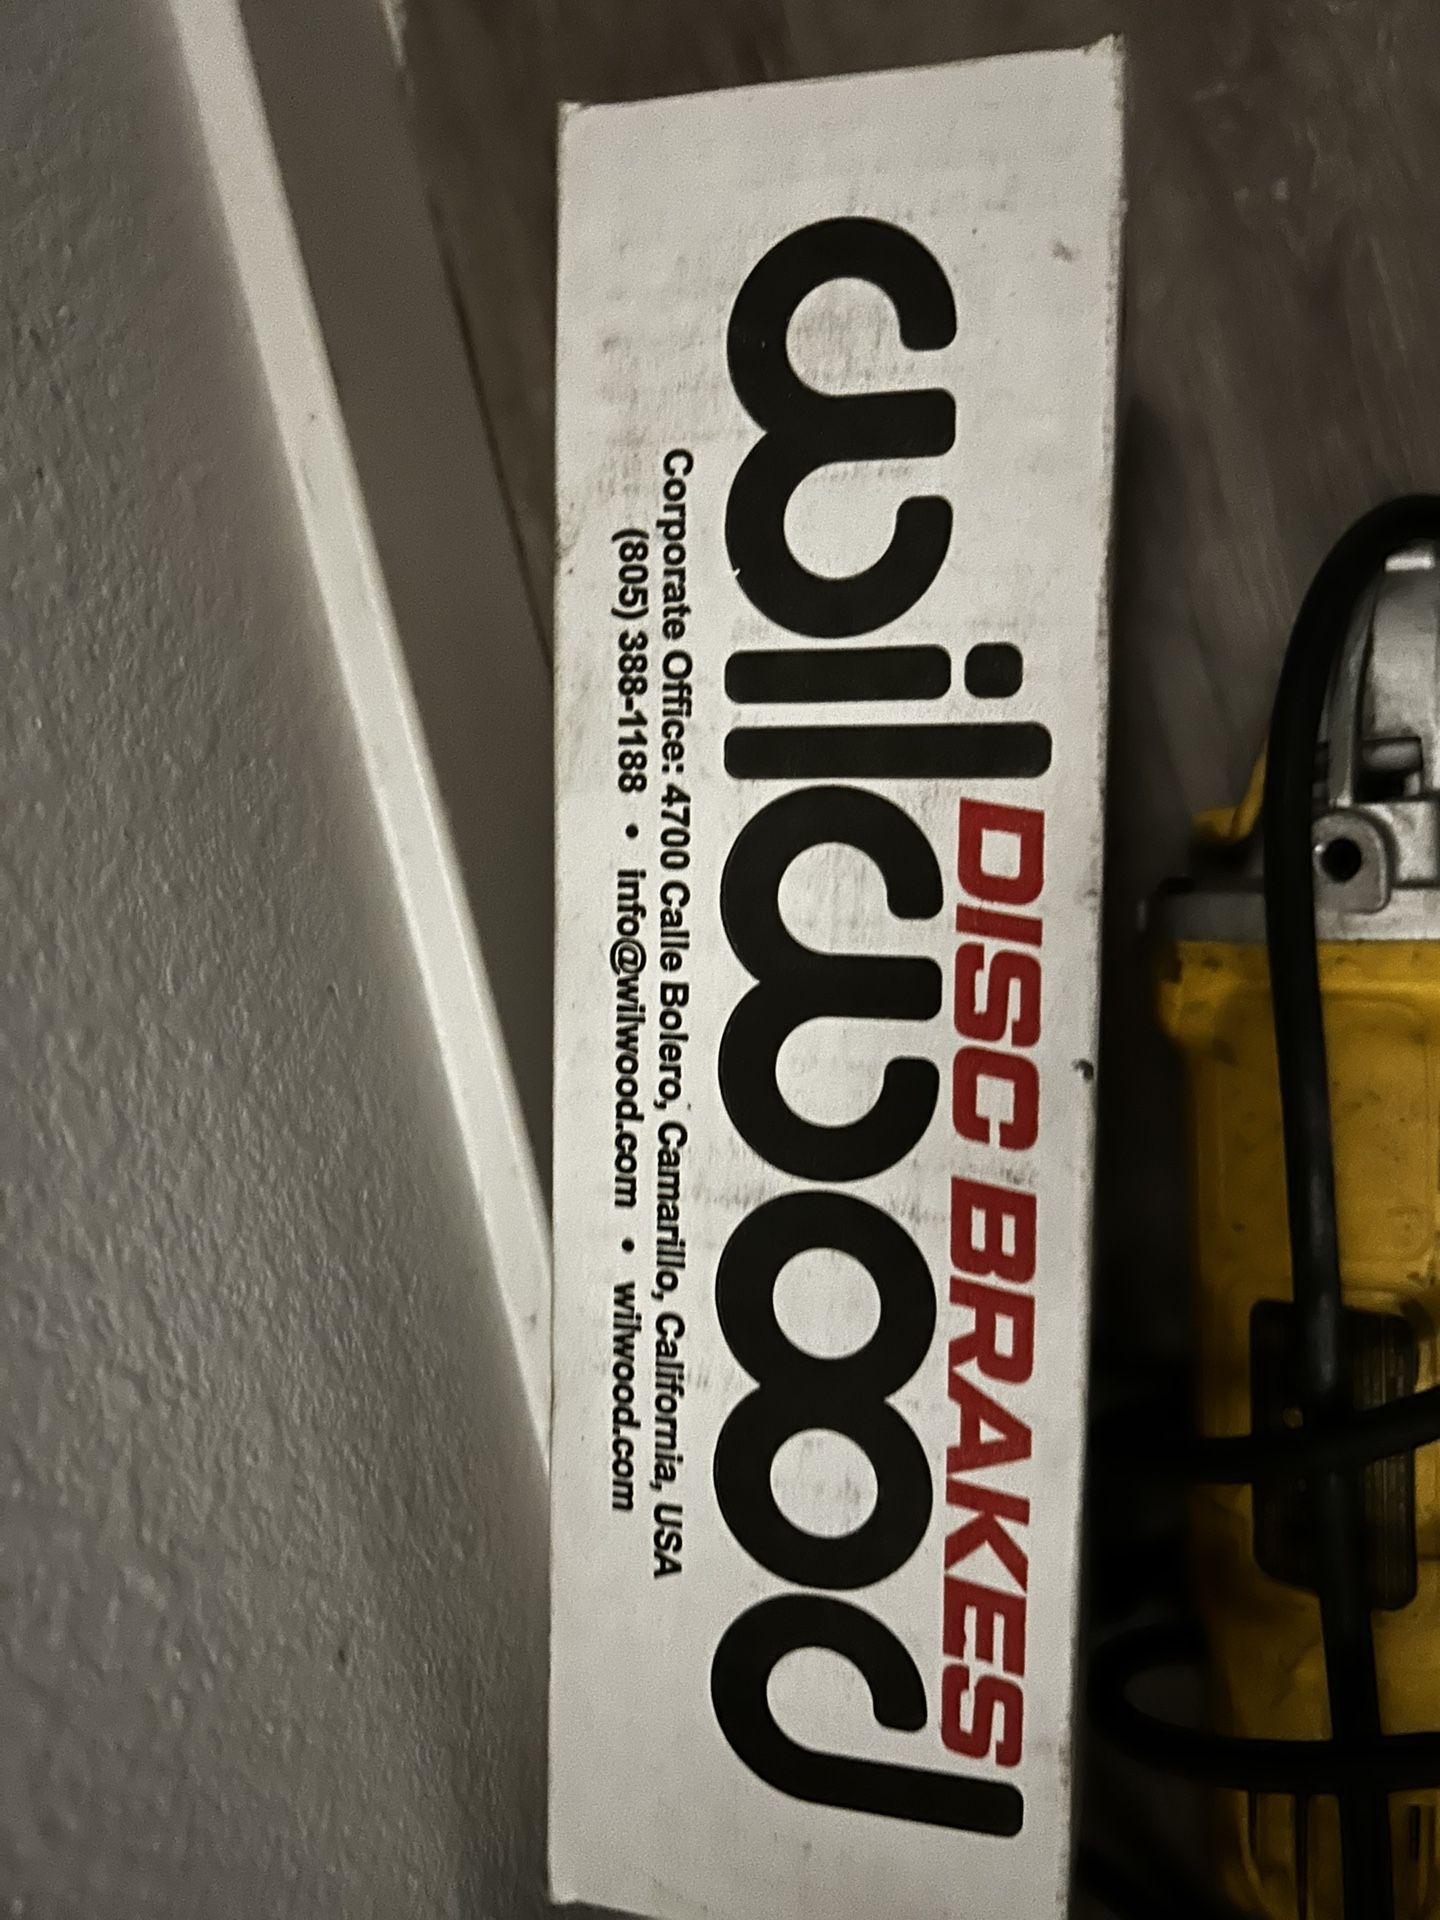 wilwood
DISC BRAKES
Corporate Office: 4700 Calle Bolero, Camarillo, California, USA
(805) 388-1188 • info@wilwood.com • wilwood.com